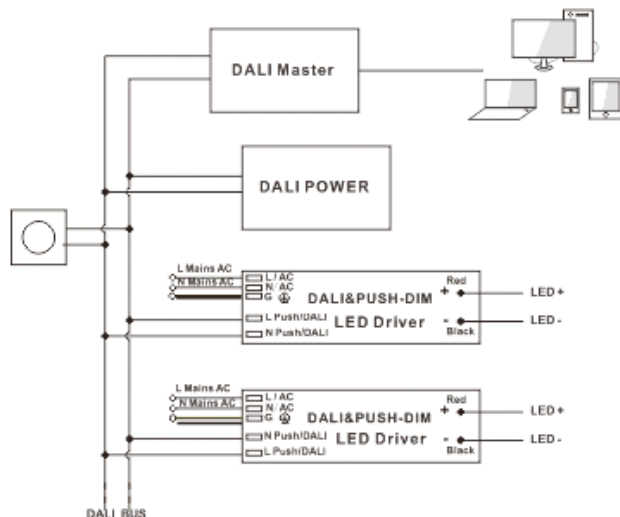 DALI Master
DALI POWER
L Mains AC
N Mains AC
L/AC
N/AC
G
L Push/DALI
N Push/DALI
DALI&PUSH-DIM
LED Driver
Red
+
-
Black
LED +
LED -
L Mains AC
N Mains AC
L/AC
N/AC
G
N Push/DALI
L Push/DALI
DALI&PUSH-DIM
LED Driver
Red
+
-
Black
LED +
LED -
DALI BUS